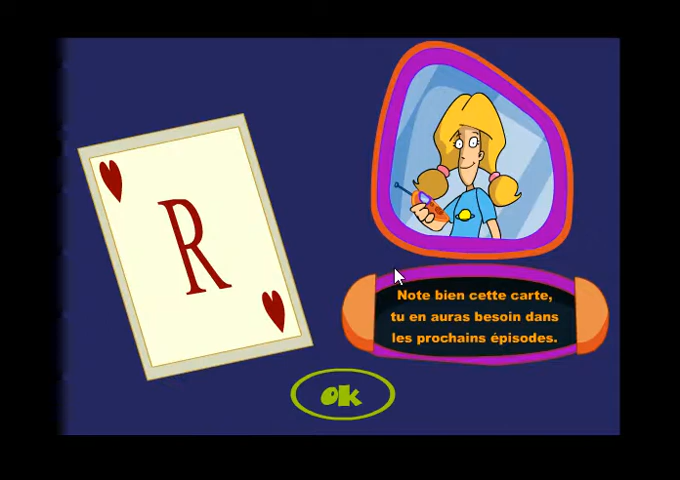 R
Note bien cette carte,
tu en auras besoin dans
les prochains épisodes.
ok